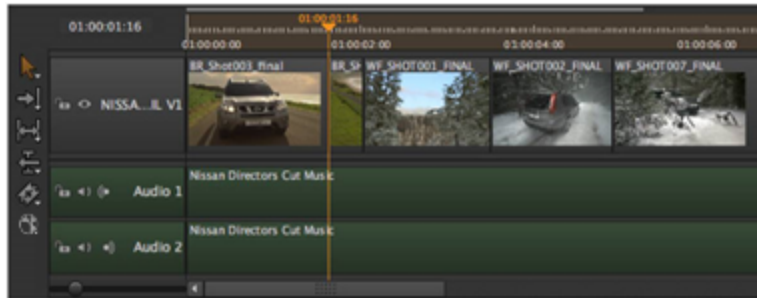 01:00:01:16
01:00:01:16
01:00:00:00 01:00:02:00 01:00:04:00 01:00:06:00
BR_Shot003_final BR_SH WF_SHOT001_FINAL WF_SHOT002_FINAL WF_SHOT007_FINAL
NISSA...IL V1
Nissan Directors Cut Music
Audio 1
Nissan Directors Cut Music
Audio 2